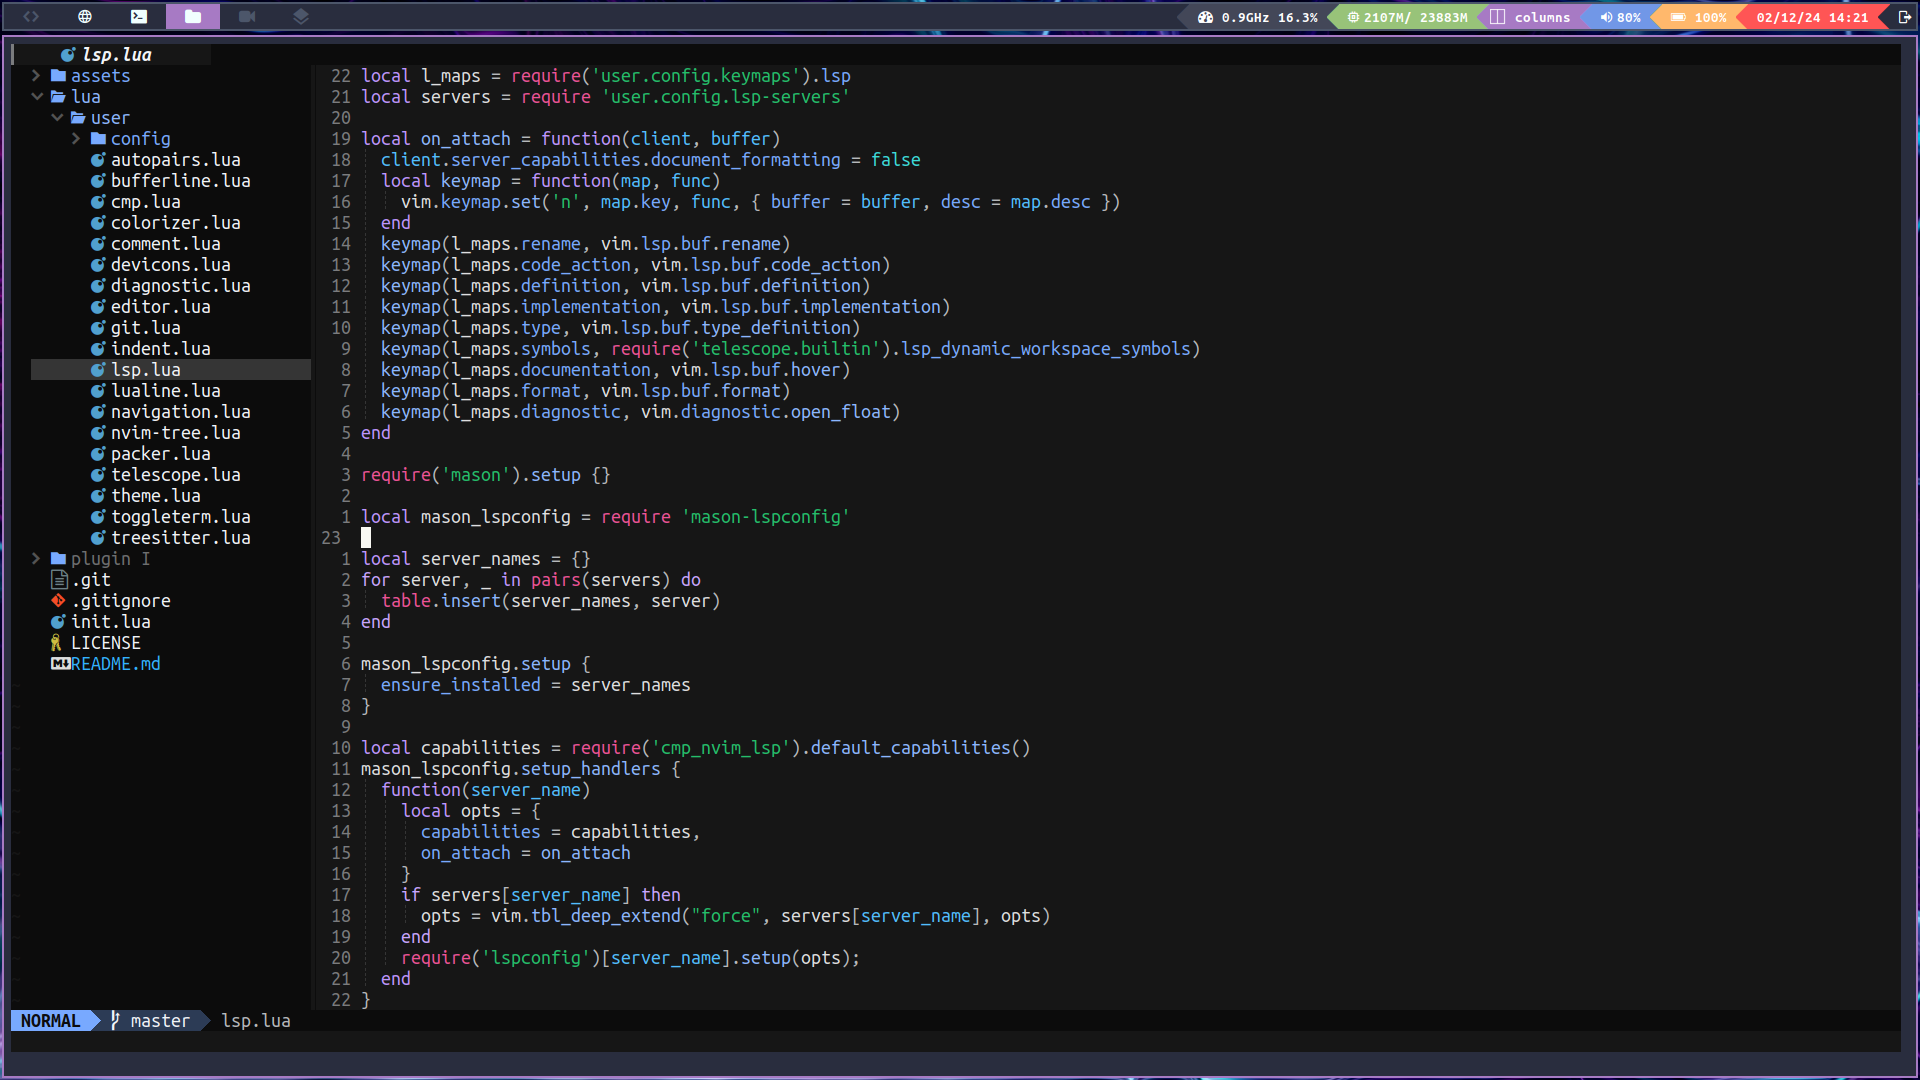 0.9GHz 16.3% 2107M/ 23883M columns 80% 100% 02/12/24 14:21
lsp.lua
assets
lua
user
config
autopairs.lua
bufferline.lua
cmp.lua
colorizer.lua
comment.lua
devicons.lua
diagnostic.lua
editor.lua
git.lua
indent.lua
lsp.lua
lualine.lua
navigation.lua
nvim-tree.lua
packer.lua
telescope.lua
theme.lua
toggleterm.lua
treesitter.lua
plugin I
.git
.gitignore
init.lua
LICENSE
README.md
22 local l_maps = require('user.config.keymaps').lsp
21 local servers = require 'user.config.lsp-servers'
20
19 local on_attach = function(client, buffer)
18 client.server_capabilities.document_formatting = false
17 local keymap = function(map, func)
16 vim.keymap.set('n', map.key, func, { buffer = buffer, desc = map.desc })
15 end
14 keymap(l_maps.rename, vim.lsp.buf.rename)
13 keymap(l_maps.code_action, vim.lsp.buf.code_action)
12 keymap(l_maps.definition, vim.lsp.buf.definition)
11 keymap(l_maps.implementation, vim.lsp.buf.implementation)
10 keymap(l_maps.type, vim.lsp.buf.type_definition)
9 keymap(l_maps.symbols, require('telescope.builtin').lsp_dynamic_workspace_symbols)
8 keymap(l_maps.documentation, vim.lsp.buf.hover)
7 keymap(l_maps.format, vim.lsp.buf.format)
6 keymap(l_maps.diagnostic, vim.diagnostic.open_float)
5 end
4
3 require('mason').setup {}
2
1 local mason_lspconfig = require 'mason-lspconfig'
23
1 local server_names = {}
2 for server, _ in pairs(servers) do
3 table.insert(server_names, server)
4 end
5
6 mason_lspconfig.setup {
7 ensure_installed = server_names
8 }
9
10 local capabilities = require('cmp_nvim_lsp').default_capabilities()
11 mason_lspconfig.setup_handlers {
12 function(server_name)
13 local opts = {
14 capabilities = capabilities,
15 on_attach = on_attach
16 }
17 if servers[server_name] then
18 opts = vim.tbl_deep_extend("force", servers[server_name], opts)
19 end
20 require('lspconfig')[server_name].setup(opts);
21 end
22 }
NORMAL master lsp.lua